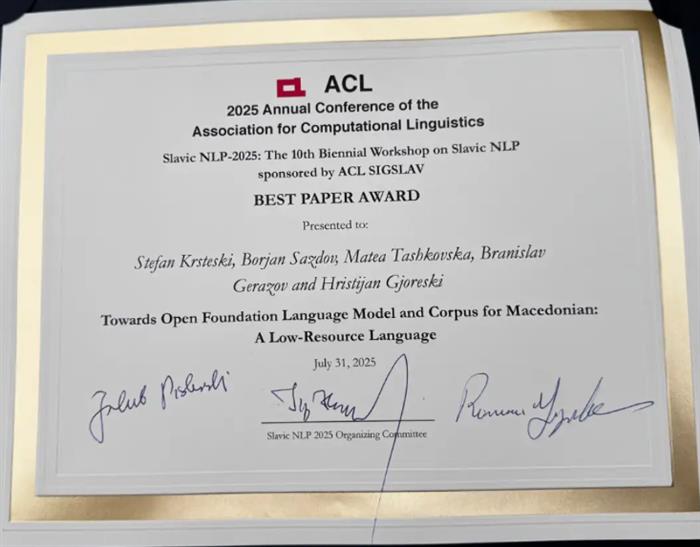 ACL
2025 Annual Conference of the
Association for Computational Linguistics
Slavic NLP-2025: The 10th Biennial Workshop on Slavic NLP
sponsored by ACL SIGSLAV
BEST PAPER AWARD
Presented to:
Stefan Krsteski, Borjan Sazdov, Matea Tashkovska, Branislav
Gerazov and Hristijan Gjoreski
Towards Open Foundation Language Model and Corpus for Macedonian:
A Low-Resource Language
July 31, 2025
Slavic NLP 2025 Organizing Committee